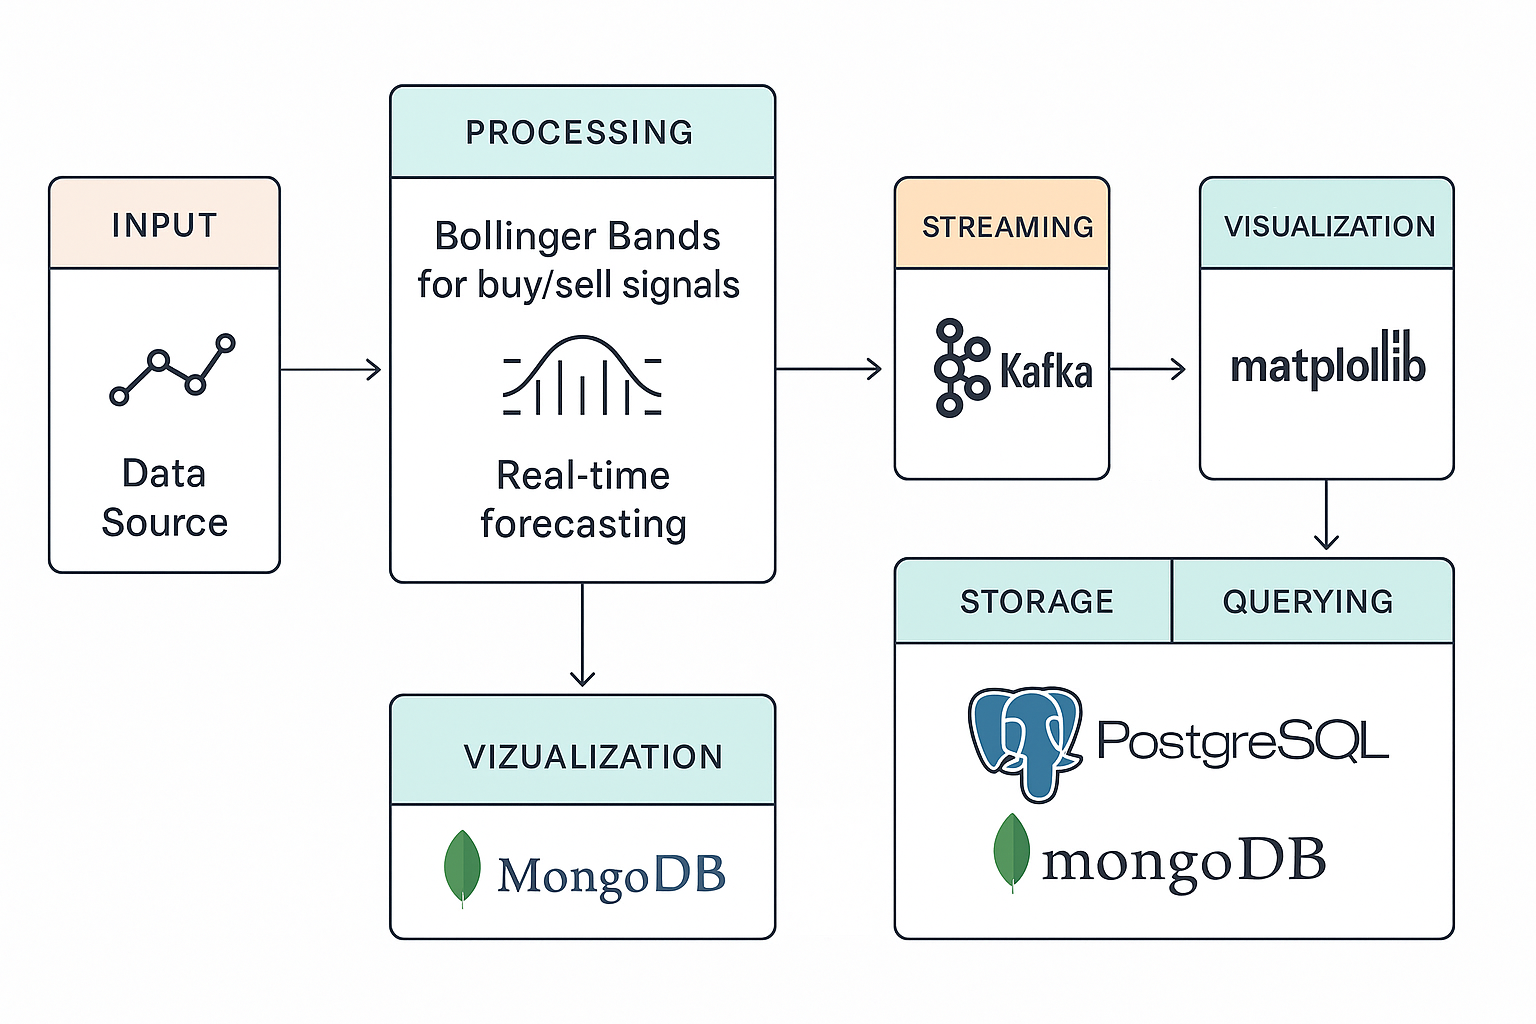 INPUT
Data
Source
PROCESSING
Bollinger Bands
for buy/sell signals
Real-time
forecasting
STREAMING
Kafka
VISUALIZATION
matplollib
VIZUALIZATION
MongoDB
STORAGE
QUERYING
PostgreSQL
mongoDB